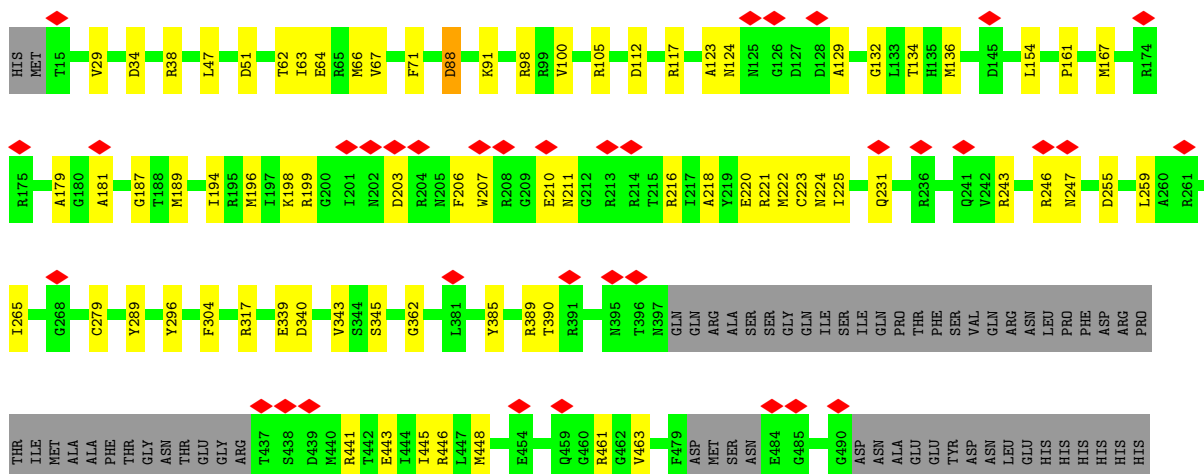 HIS MET T15 V29 D34 R38 L47 D51 T62 I63 E64 R65 M66 V67 F71 D88 K91 R98 R99 V100 R105 D112 R117 A123 N124 N125 G126 D127 D128 A129 G132 L133 T134 H135 M136 D145 L154 P161 M167 R174
R175 A179 G180 A181 G187 T188 M189 I194 R195 M196 I197 K198 R199 G200 I201 N202 D203 R204 N205 F206 W207 R208 G209 E210 N211 G212 R213 R214 T215 R216 I217 A218 Y219 E220 R221 M222 C223 N224 I225 Q231 R236 Q241 V242 R243 R246 N247 D255 L259 A260 R261
I265 G268 C279 Y289 Y296 F304 R317 E339 D340 V343 S344 S345 G362 L381 Y385 R389 T390 R391 N395 T396 N397 GLN GLN ARG ALA SER SER GLY GLN ILE SER ILE GLN PRO THR PHE SER VAL GLN ARG ASN LEU PRO PHE ASP ARG PRO
THR ILE MET ALA ALA PHE THR GLY ASN THR GLU GLY ARG T437 S438 D439 M440 R441 T442 E443 I444 I445 R446 L447 M448 E454 Q459 G460 R461 G462 V463 F479 ASP MET SER ASN E484 G485 G490 ASP ASN ALA GLU GLU TYR ASP ASN LEU GLU HIS HIS HIS HIS HIS HIS